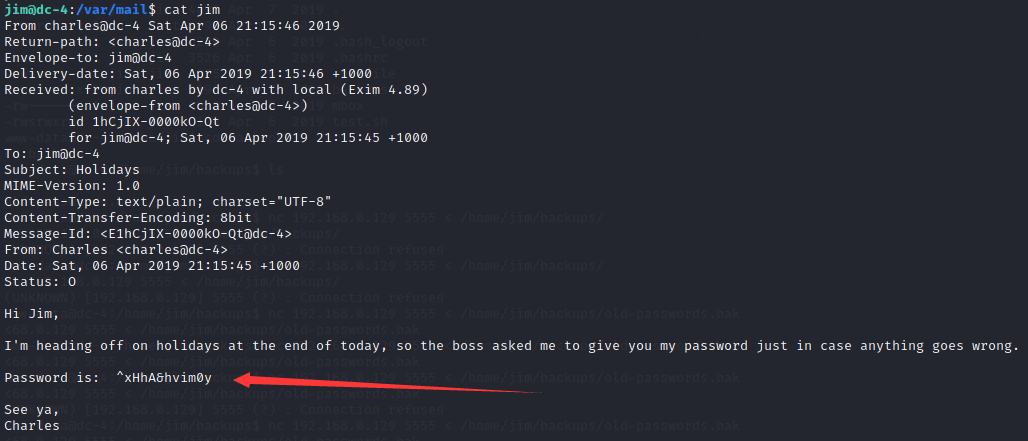 jim@dc-4:/var/mail$ cat jim
From charles@dc-4 Sat Apr 06 21:15:46 2019
Return-path: <charles@dc-4>
Envelope-to: jim@dc-4
Delivery-date: Sat, 06 Apr 2019 21:15:46 +1000
Received: from charles by dc-4 with local (Exim 4.89)
        (envelope-from <charles@dc-4>)
        id 1hCjIX-0000kO-Qt
        for jim@dc-4; Sat, 06 Apr 2019 21:15:45 +1000
To: jim@dc-4
Subject: Holidays
MIME-Version: 1.0
Content-Type: text/plain; charset="UTF-8"
Content-Transfer-Encoding: 8bit
Message-Id: <E1hCjIX-0000kO-Qt@dc-4>
From: Charles <charles@dc-4>
Date: Sat, 06 Apr 2019 21:15:45 +1000
Status: O

Hi Jim,

I'm heading off on holidays at the end of today, so the boss asked me to give you my password just in case anything goes wrong.

Password is:  ^xHhA&hvim0y

See ya,
Charles